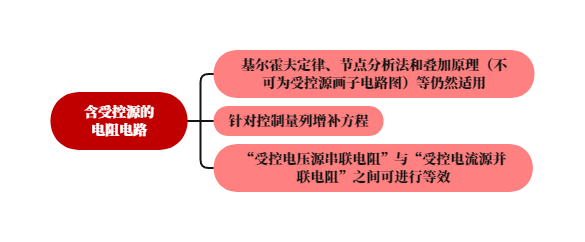 含受控源的
电阻电路
基尔霍夫定律、节点分析法和叠加原理（不
可为受控源画子电路图）等仍然适用
针对控制量列增补方程
“受控电压源串联电阻”与“受控电流源并
联电阻”之间可进行等效